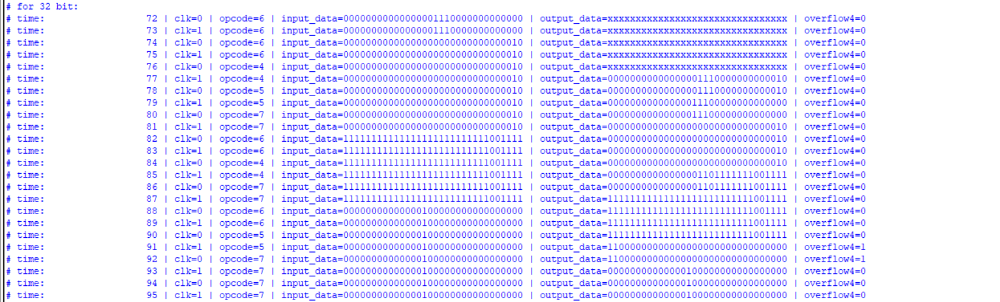 # for 32 bit:
# time:                   72 | clk=0 | opcode=6 | input_data=00000000000000001110000000000000 | output_data=xxxxxxxxxxxxxxxxxxxxxxxxxxxxxxxx | overflow4=0
# time:                   73 | clk=1 | opcode=6 | input_data=00000000000000001110000000000000 | output_data=xxxxxxxxxxxxxxxxxxxxxxxxxxxxxxxx | overflow4=0
# time:                   74 | clk=0 | opcode=6 | input_data=00000000000000000000000000000010 | output_data=xxxxxxxxxxxxxxxxxxxxxxxxxxxxxxxx | overflow4=0
# time:                   75 | clk=1 | opcode=6 | input_data=00000000000000000000000000000010 | output_data=xxxxxxxxxxxxxxxxxxxxxxxxxxxxxxxx | overflow4=0
# time:                   76 | clk=0 | opcode=4 | input_data=00000000000000000000000000000010 | output_data=xxxxxxxxxxxxxxxxxxxxxxxxxxxxxxxx | overflow4=0
# time:                   77 | clk=1 | opcode=4 | input_data=00000000000000000000000000000010 | output_data=00000000000000001110000000000010 | overflow4=0
# time:                   78 | clk=0 | opcode=5 | input_data=00000000000000000000000000000010 | output_data=00000000000000001110000000000010 | overflow4=0
# time:                   79 | clk=1 | opcode=5 | input_data=00000000000000000000000000000010 | output_data=00000000000000011100000000000000 | overflow4=0
# time:                   80 | clk=0 | opcode=7 | input_data=00000000000000000000000000000010 | output_data=00000000000000011100000000000000 | overflow4=0
# time:                   81 | clk=1 | opcode=7 | input_data=00000000000000000000000000000010 | output_data=00000000000000000000000000000010 | overflow4=0
# time:                   82 | clk=0 | opcode=6 | input_data=11111111111111111111111111001111 | output_data=00000000000000000000000000000010 | overflow4=0
# time:                   83 | clk=1 | opcode=6 | input_data=11111111111111111111111111001111 | output_data=00000000000000000000000000000010 | overflow4=0
# time:                   84 | clk=0 | opcode=4 | input_data=11111111111111111111111111001111 | output_data=00000000000000000000000000000010 | overflow4=0
# time:                   85 | clk=1 | opcode=4 | input_data=11111111111111111111111111001111 | output_data=00000000000000001101111111001111 | overflow4=0
# time:                   86 | clk=0 | opcode=7 | input_data=11111111111111111111111111001111 | output_data=00000000000000001101111111001111 | overflow4=0
# time:                   87 | clk=1 | opcode=7 | input_data=11111111111111111111111111001111 | output_data=11111111111111111111111111001111 | overflow4=0
# time:                   88 | clk=0 | opcode=6 | input_data=00000000000000100000000000000000 | output_data=11111111111111111111111111001111 | overflow4=0
# time:                   89 | clk=1 | opcode=6 | input_data=00000000000000100000000000000000 | output_data=11111111111111111111111111001111 | overflow4=0
# time:                   90 | clk=0 | opcode=5 | input_data=00000000000000100000000000000000 | output_data=11111111111111111111111111001111 | overflow4=0
# time:                   91 | clk=1 | opcode=5 | input_data=00000000000000100000000000000000 | output_data=11000000000000000000000000000000 | overflow4=1
# time:                   92 | clk=0 | opcode=7 | input_data=00000000000000100000000000000000 | output_data=11000000000000000000000000000000 | overflow4=1
# time:                   93 | clk=1 | opcode=7 | input_data=00000000000000100000000000000000 | output_data=00000000000000100000000000000000 | overflow4=0
# time:                   94 | clk=0 | opcode=7 | input_data=00000000000000100000000000000000 | output_data=00000000000000100000000000000000 | overflow4=0
# time:                   95 | clk=1 | opcode=7 | input_data=00000000000000100000000000000000 | output_data=00000000000000100000000000000000 | overflow4=0